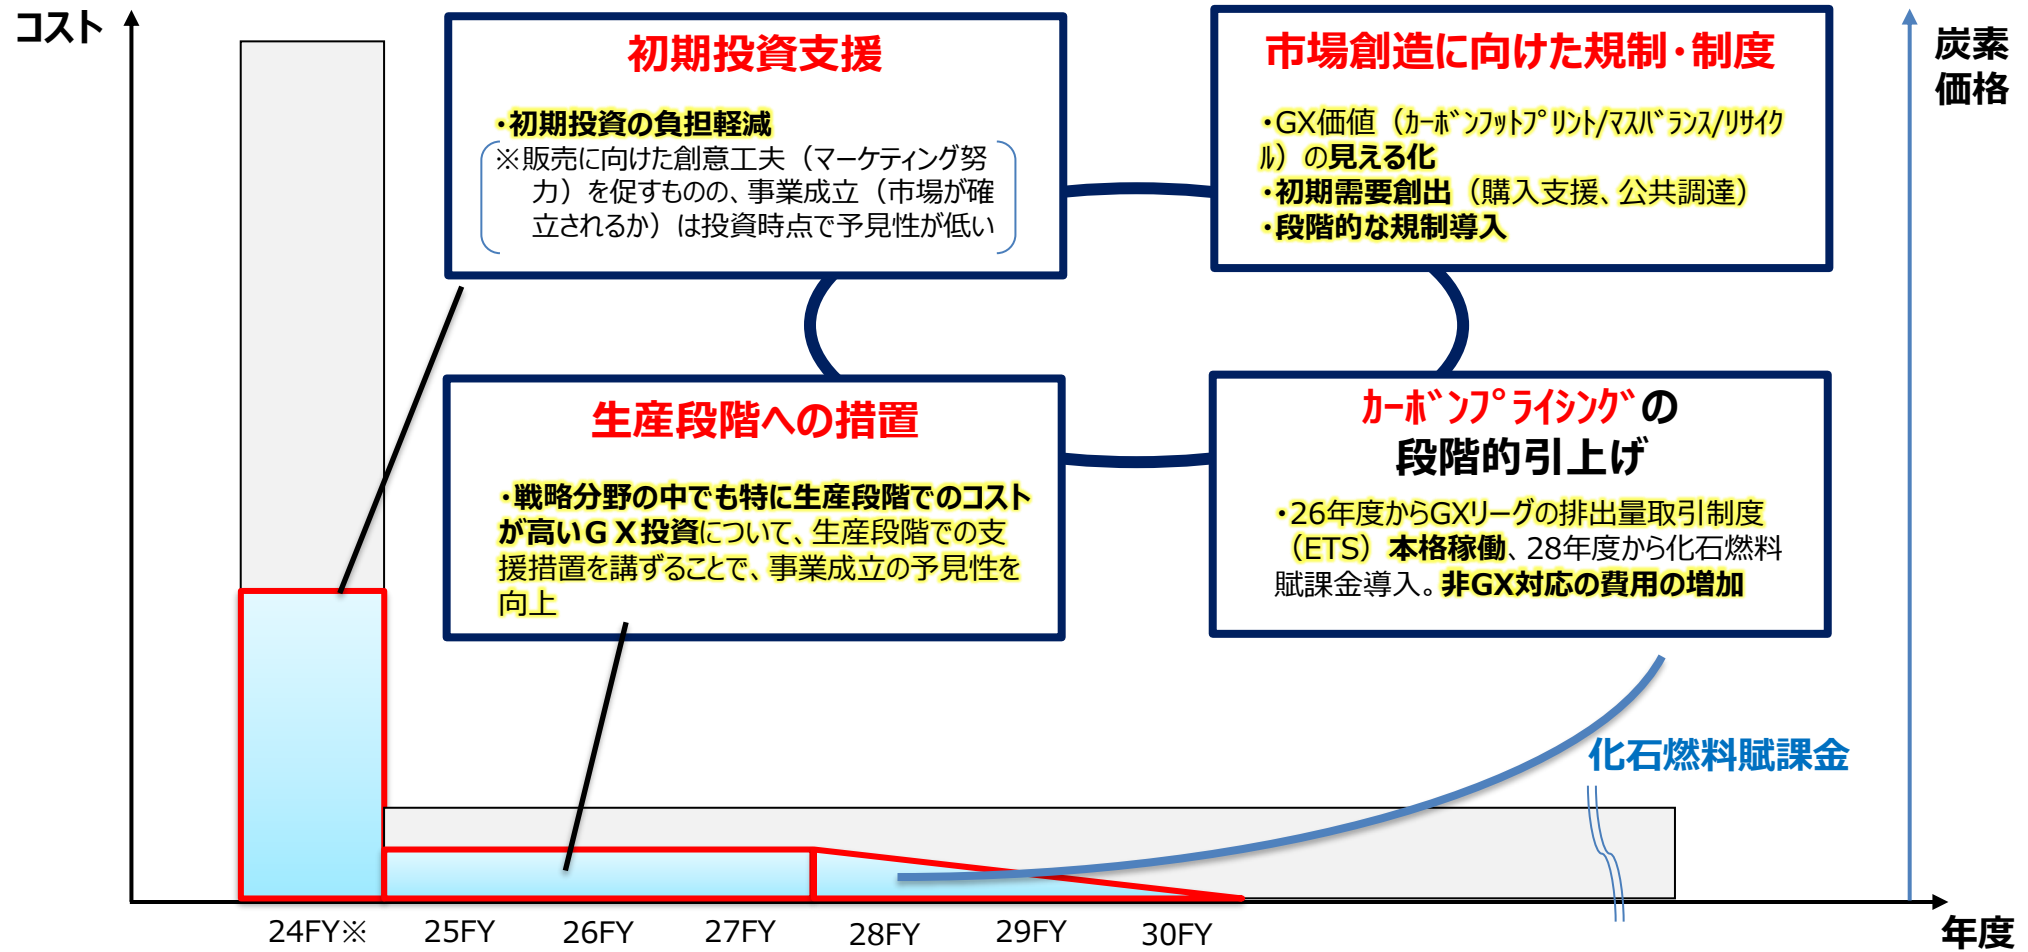 コスト
炭素
価格
初期投資支援
・初期投資の負担軽減
※販売に向けた創意工夫（マーケティング努
力）を促すものの、事業成立（市場が確
立されるか）は投資時点で予見性が低い
市場創造に向けた規制・制度
・GX価値（ｶｰﾎﾞﾝﾌｯﾄﾌﾟﾘﾝﾄ/ﾏｽﾊﾞﾗﾝｽ/ﾘｻｲｸ
ﾙ）の見える化
・初期需要創出（購入支援、公共調達）
・段階的な規制導入
生産段階への措置
・戦略分野の中でも特に生産段階でのコスト
が高いＧＸ投資について、生産段階での支
援措置を講ずることで、事業成立の予見性を
向上
ｶｰﾎﾞﾝﾌﾟﾗｲｼﾝｸﾞの
段階的引上げ
・26年度からGXリーグの排出量取引制度
（ETS）本格稼働、28年度から化石燃料
賦課金導入。非GX対応の費用の増加
化石燃料賦課金
24FY※
25FY
26FY
27FY
28FY
29FY
30FY
年度